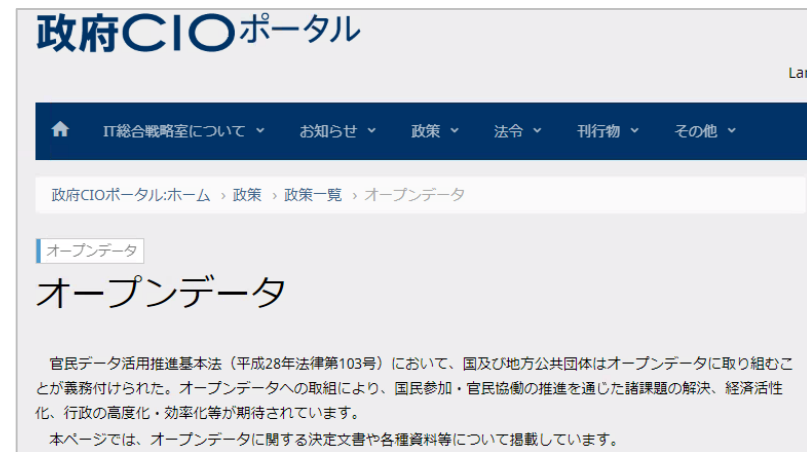 政府CIOポータル
Lan
IT総合戦略室について お知らせ 政策 法令 刊行物 その他
政府CIOポータル:ホーム › 政策 › 政策一覧 › オープンデータ
オープンデータ
オープンデータ
官民データ活用推進基本法（平成28年法律第103号）において、国及び地方公共団体はオープンデータに取り組むこ
とが義務付けられた。オープンデータへの取組により、国民参加・官民協働の推進を通じた諸課題の解決、経済活性
化、行政の高度化・効率化等が期待されています。
本ページでは、オープンデータに関する決定文書や各種資料等について掲載しています。